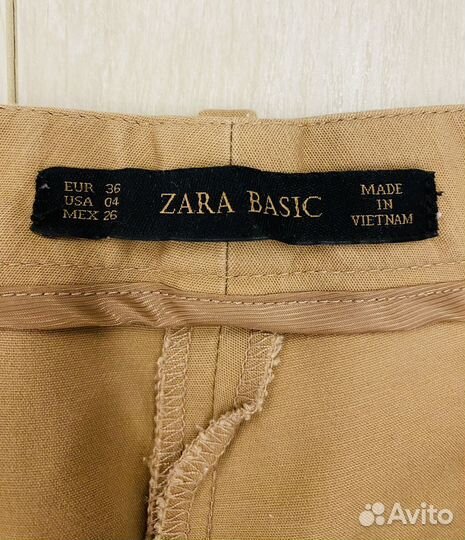 EUR 36
USA 04
MEX 26
ZARA BASIC
MADE
IN
VIETNAM
Avito